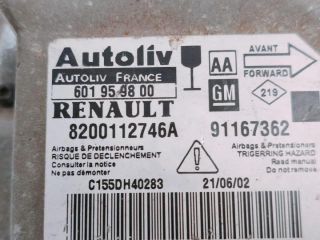 Autoliv
AUTOLIV FRANCE
601 95 98 00
AA
GM
AVANT
FORWARD
219
RENAULT
8200112746A
91167362
Airbags & Pretensionneurs
RISQUE DE DECLENCHEMENT
Consulter la notice
Ne pas démonter
Airbags & Pretensioners
TRIGERRING HAZARD
Read manual
Do not remove
C155DH40283
21/06/02